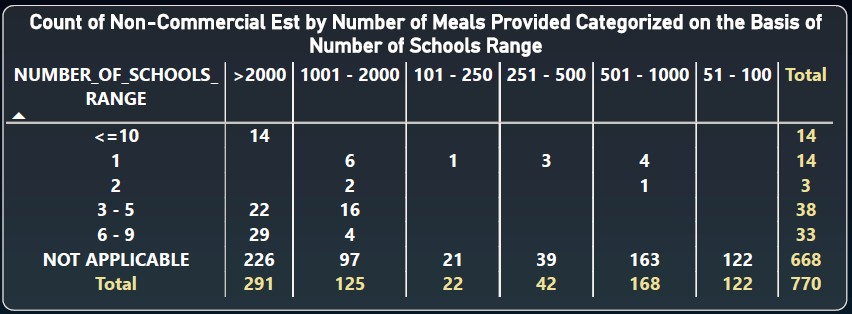 Count of Non-Commercial Est by Number of Meals Provided Categorized on the Basis of
Number of Schools Range
NUMBER_OF_SCHOOLS_ >2000 1001 - 2000 101 - 250 251 - 500 501 - 1000 51 - 100 Total
RANGE
<=10 14 14
1 6 1 3 4 14
2 2 1 3
3 - 5 22 16 38
6 - 9 29 4 33
NOT APPLICABLE 226 97 21 39 163 122 668
Total 291 125 22 42 168 122 770